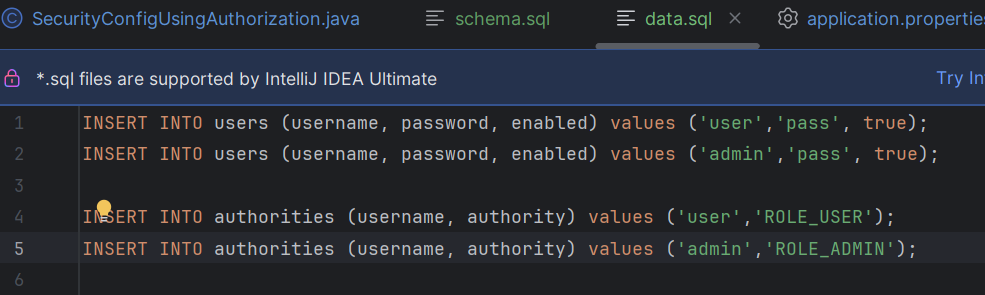 SecurityConfigUsingAuthorization.java schema.sql data.sql application.propertie
*.sql files are supported by IntelliJ IDEA Ultimate Try In
1 INSERT INTO users (username, password, enabled) values ('user','pass', true);
2 INSERT INTO users (username, password, enabled) values ('admin','pass', true);
3
4 INSERT INTO authorities (username, authority) values ('user','ROLE_USER');
5 INSERT INTO authorities (username, authority) values ('admin','ROLE_ADMIN');
6